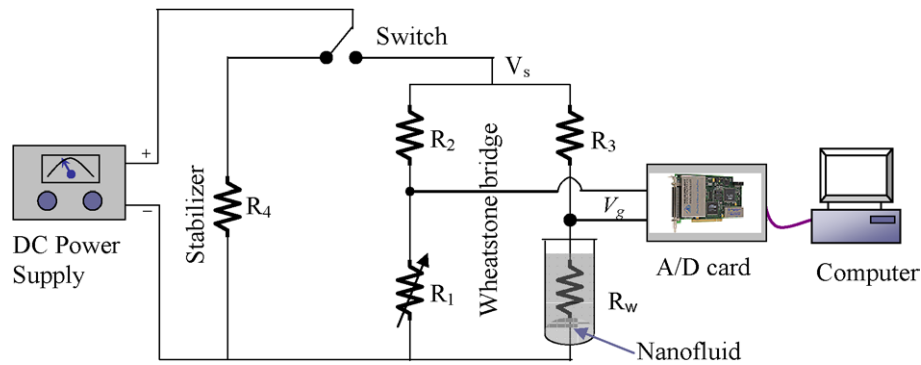 Switch
V_s
R_2
R_3
+
−
DC Power
Supply
Stabilizer
R_4
Wheatstone bridge
V_g
A/D card
Computer
R_1
R_w
Nanofluid